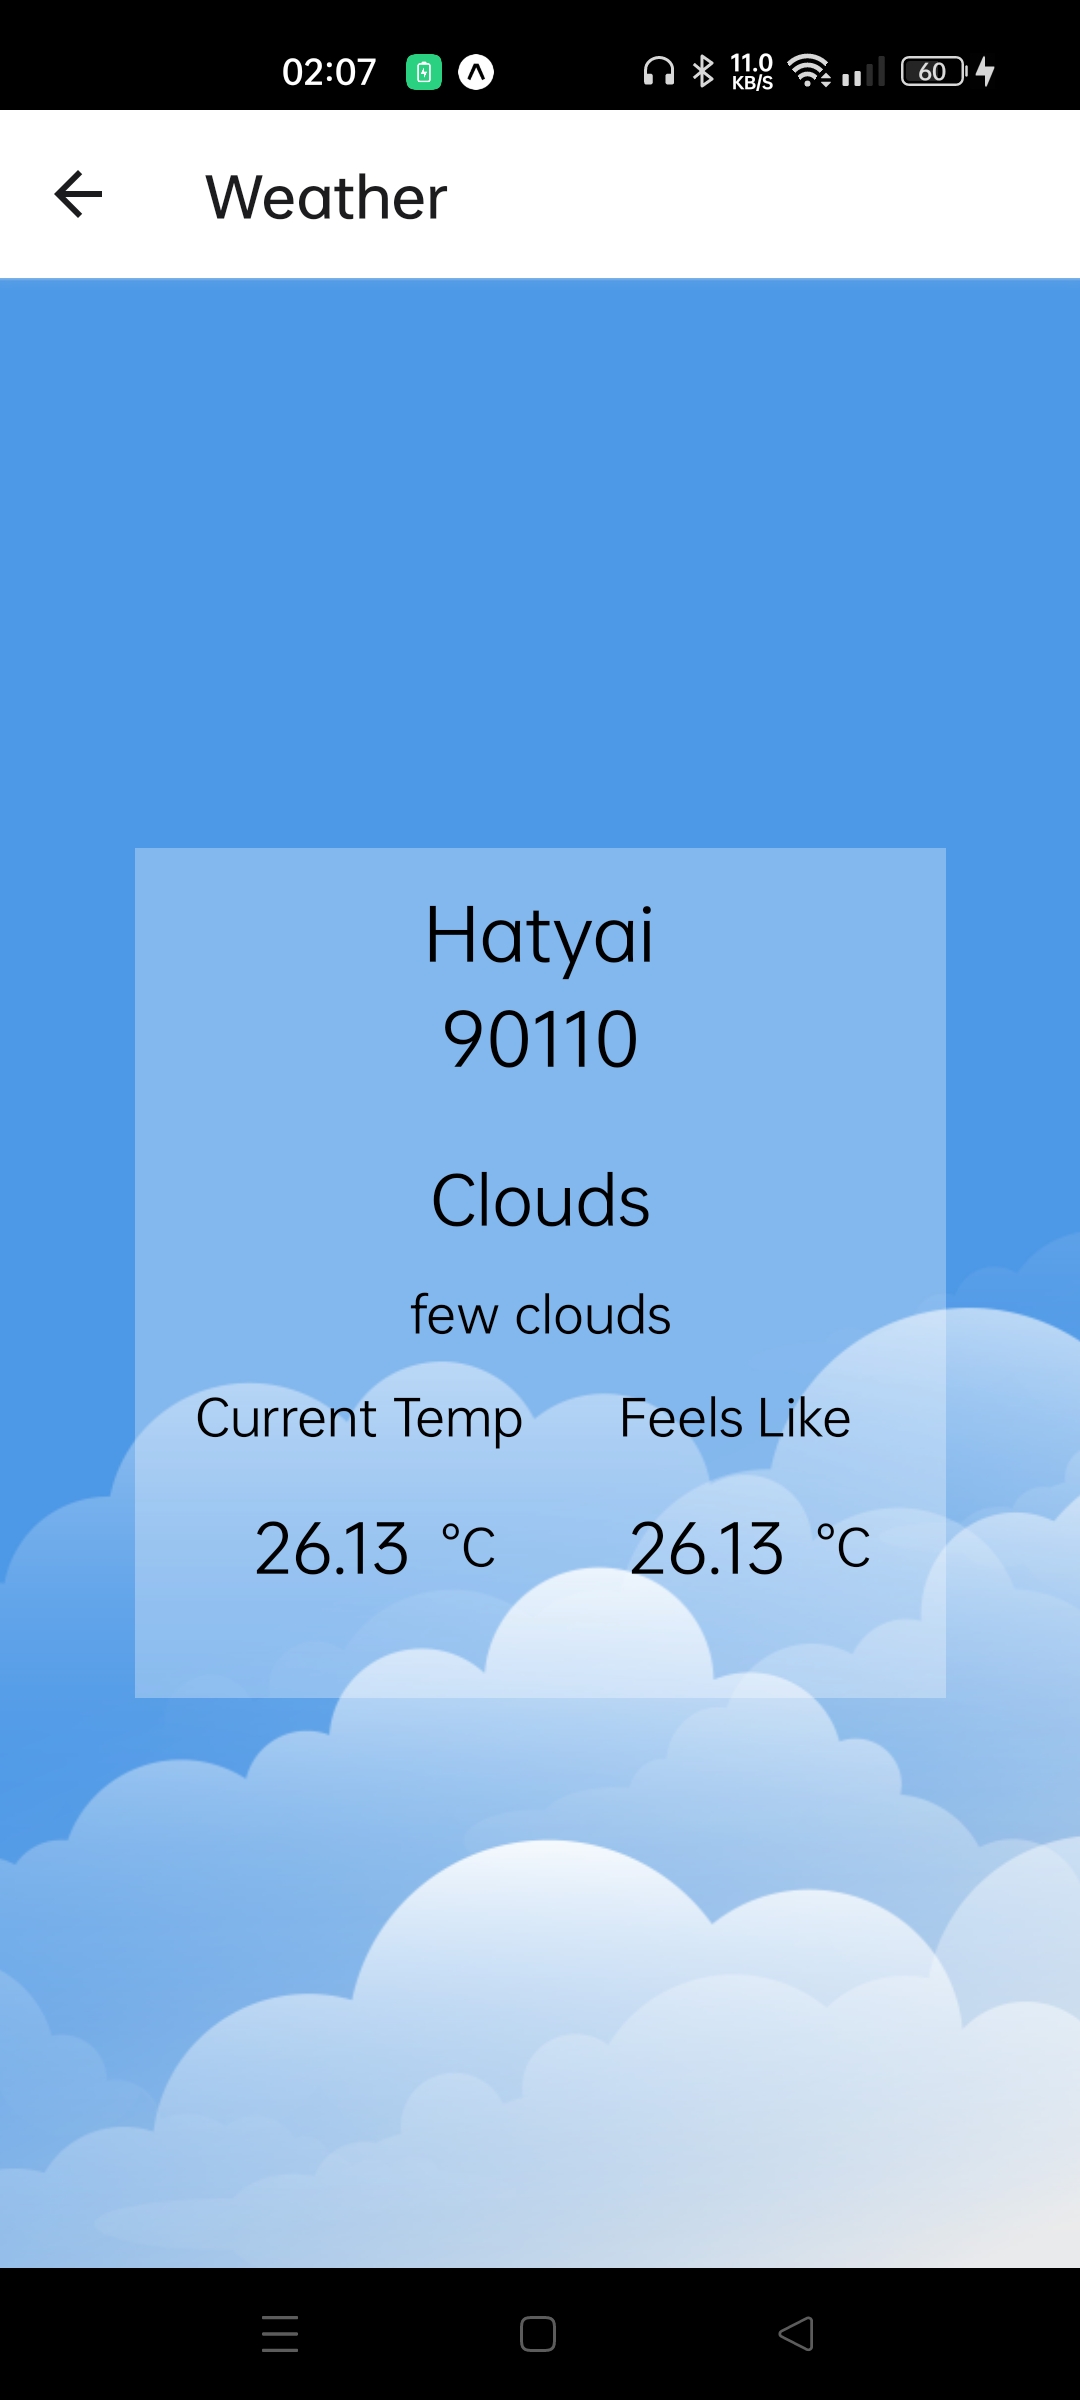 02:07 11.0 KB/S 60
Weather
Hatyai
90110
Clouds
few clouds
Current Temp Feels Like
26.13 °C 26.13 °C